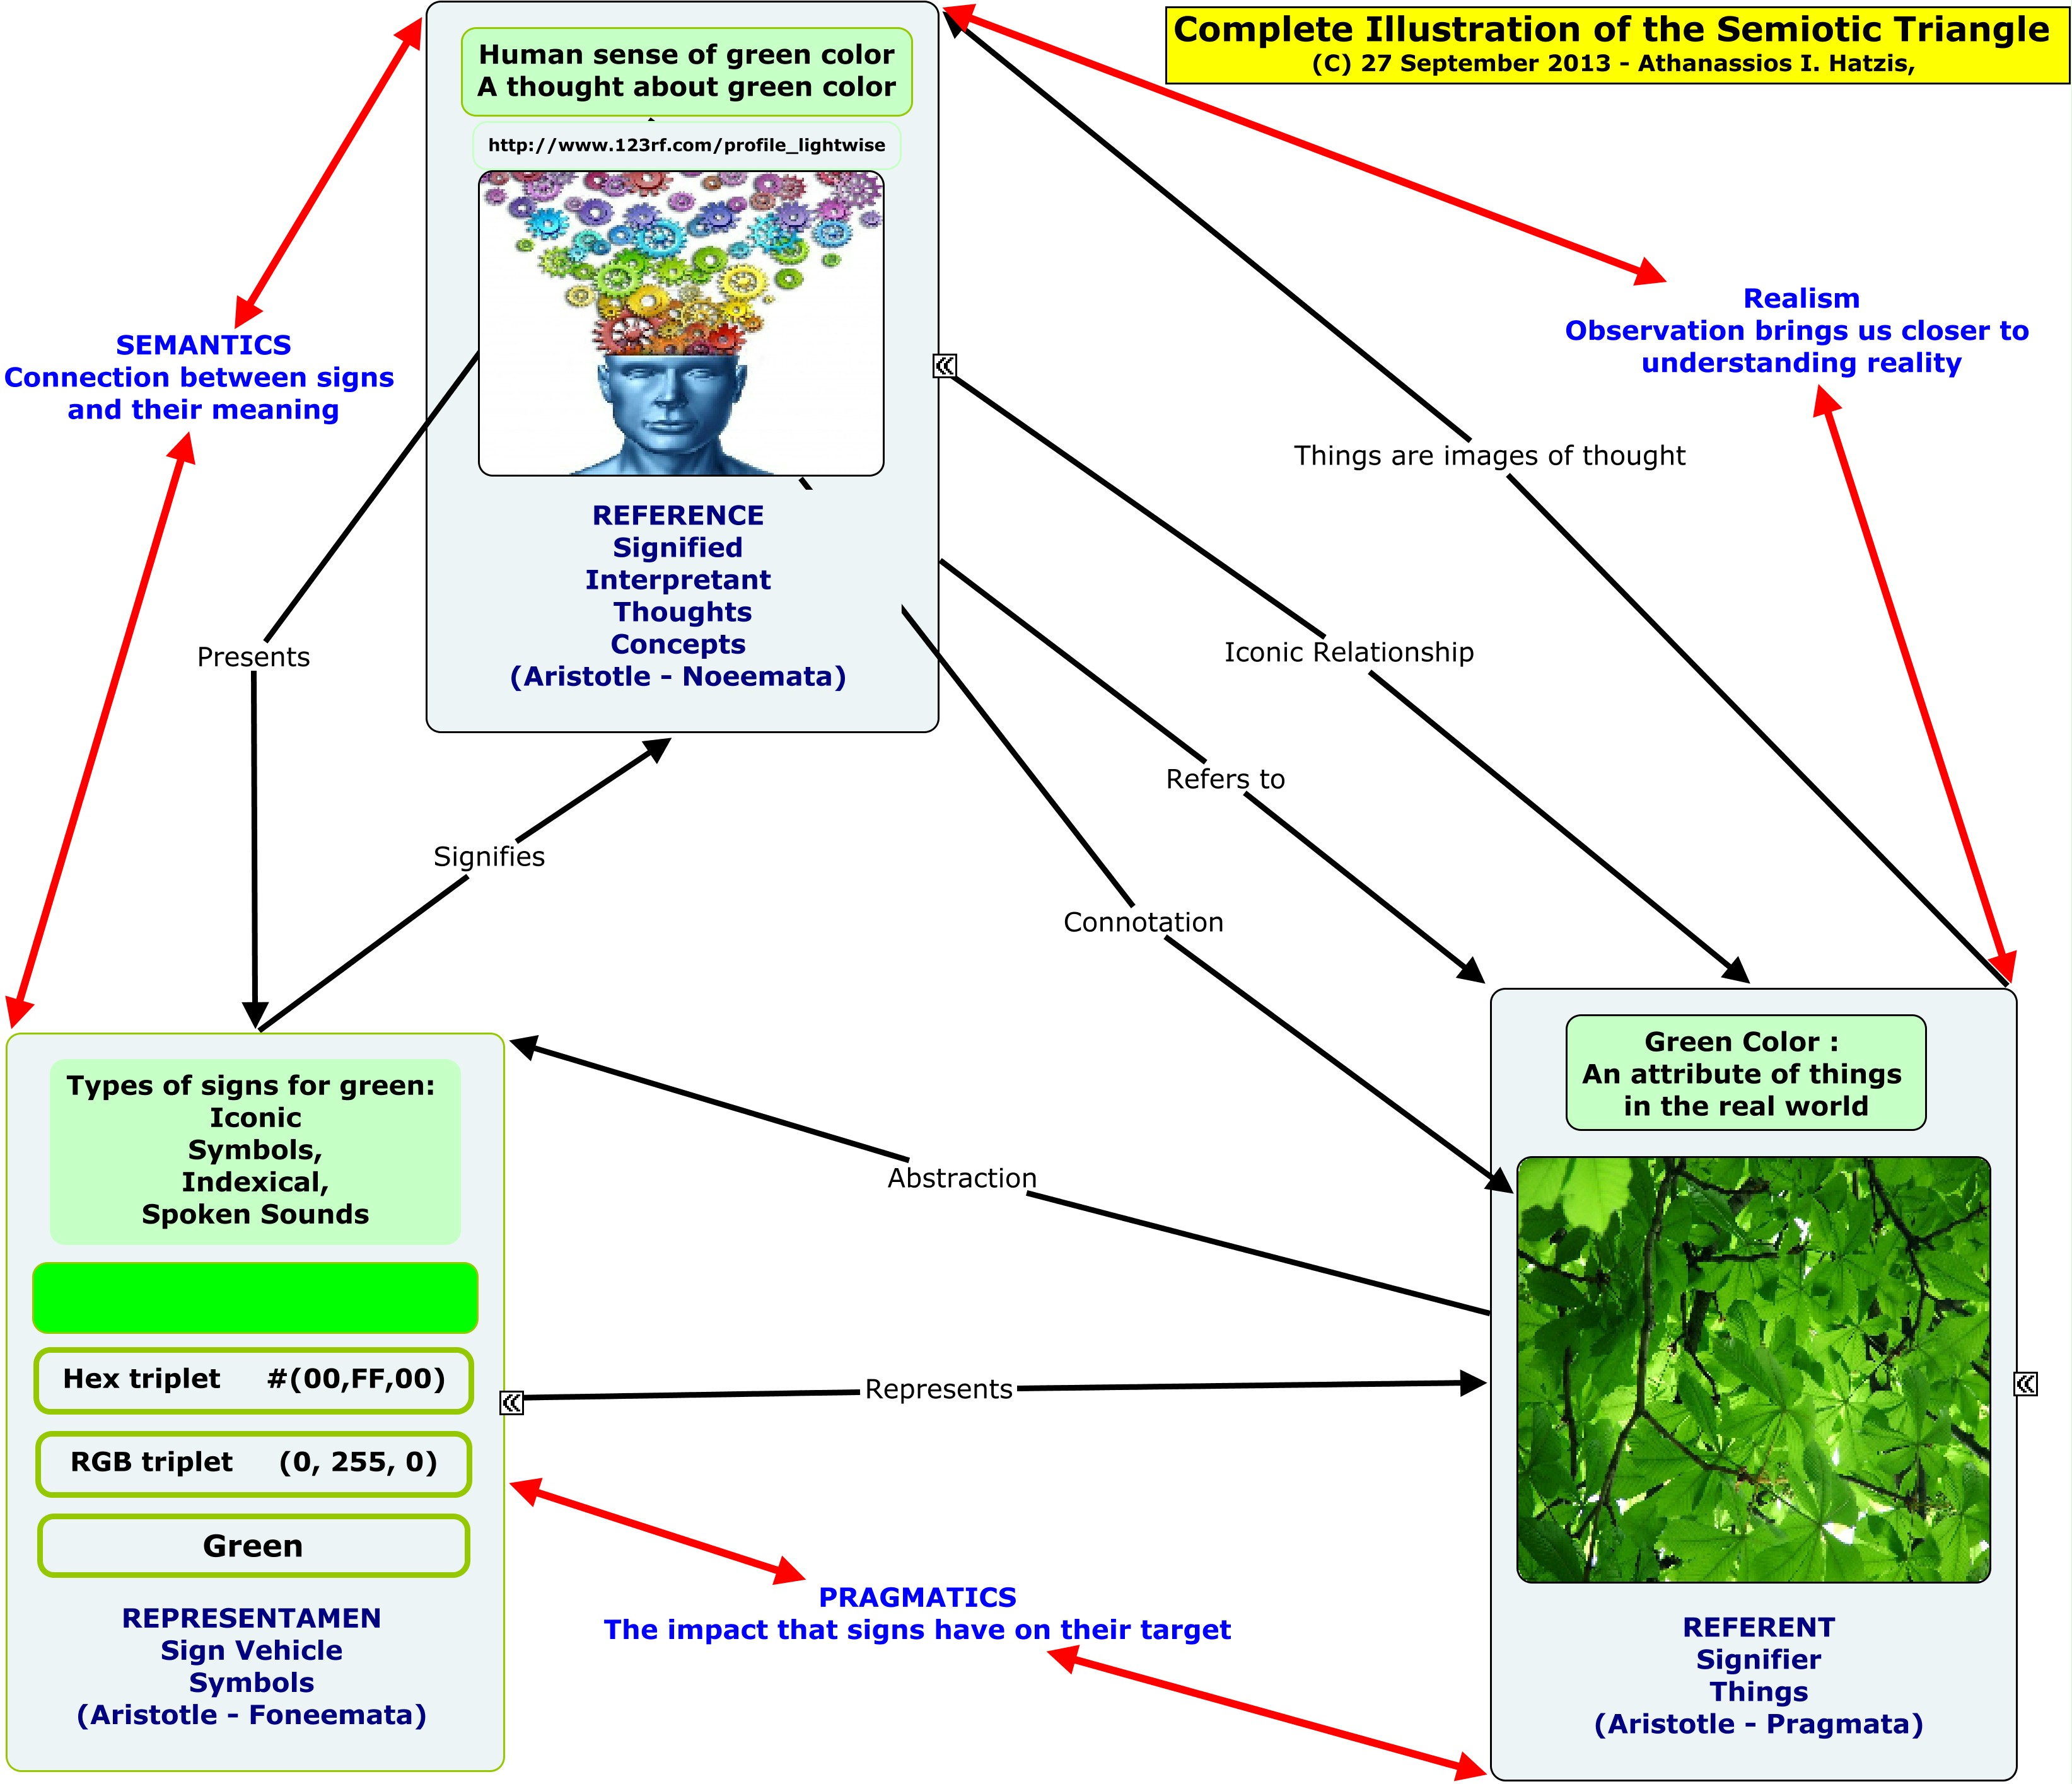 Complete Illustration of the Semiotic Triangle
(C) 27 September 2013 - Athanassios I. Hatzis,
Human sense of green color
A thought about green color
http://www.123rf.com/profile_lightwise
REFERENCE
Signified
Interpretant
Thoughts
Concepts
(Aristotle - Noeemata)
SEMANTICS
Connection between signs
and their meaning
Realism
Observation brings us closer to
understanding reality
Things are images of thought
Iconic Relationship
Presents
Refers to
Signifies
Connotation
Abstraction
Represents
Types of signs for green:
Iconic
Symbols,
Indexical,
Spoken Sounds
Hex triplet #(00,FF,00)
RGB triplet (0, 255, 0)
Green
REPRESENTAMEN
Sign Vehicle
Symbols
(Aristotle - Foneemata)
PRAGMATICS
The impact that signs have on their target
Green Color :
An attribute of things
in the real world
REFERENT
Signifier
Things
(Aristotle - Pragmata)